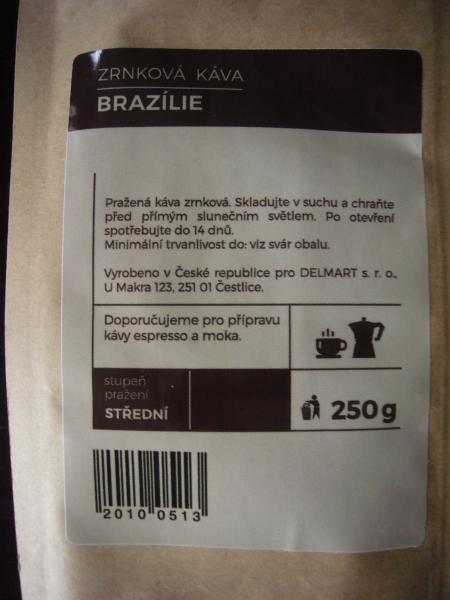 ZRNKOVÁ KÁVA
BRAZÍLIE
Pražená káva zrnková. Skladujte v suchu a chraňte
před přímým slunečním světlem. Po otevření
spotřebujte do 14 dnů.
Minimální trvanlivost do: viz svár obalu.
Vyrobeno v České republice pro DELMART s. r. o.,
U Makra 123, 251 01 Čestlice.
Doporučujeme pro přípravu
kávy espresso a moka.
stupeň
pražení
STŘEDNÍ
250g
2010 0513